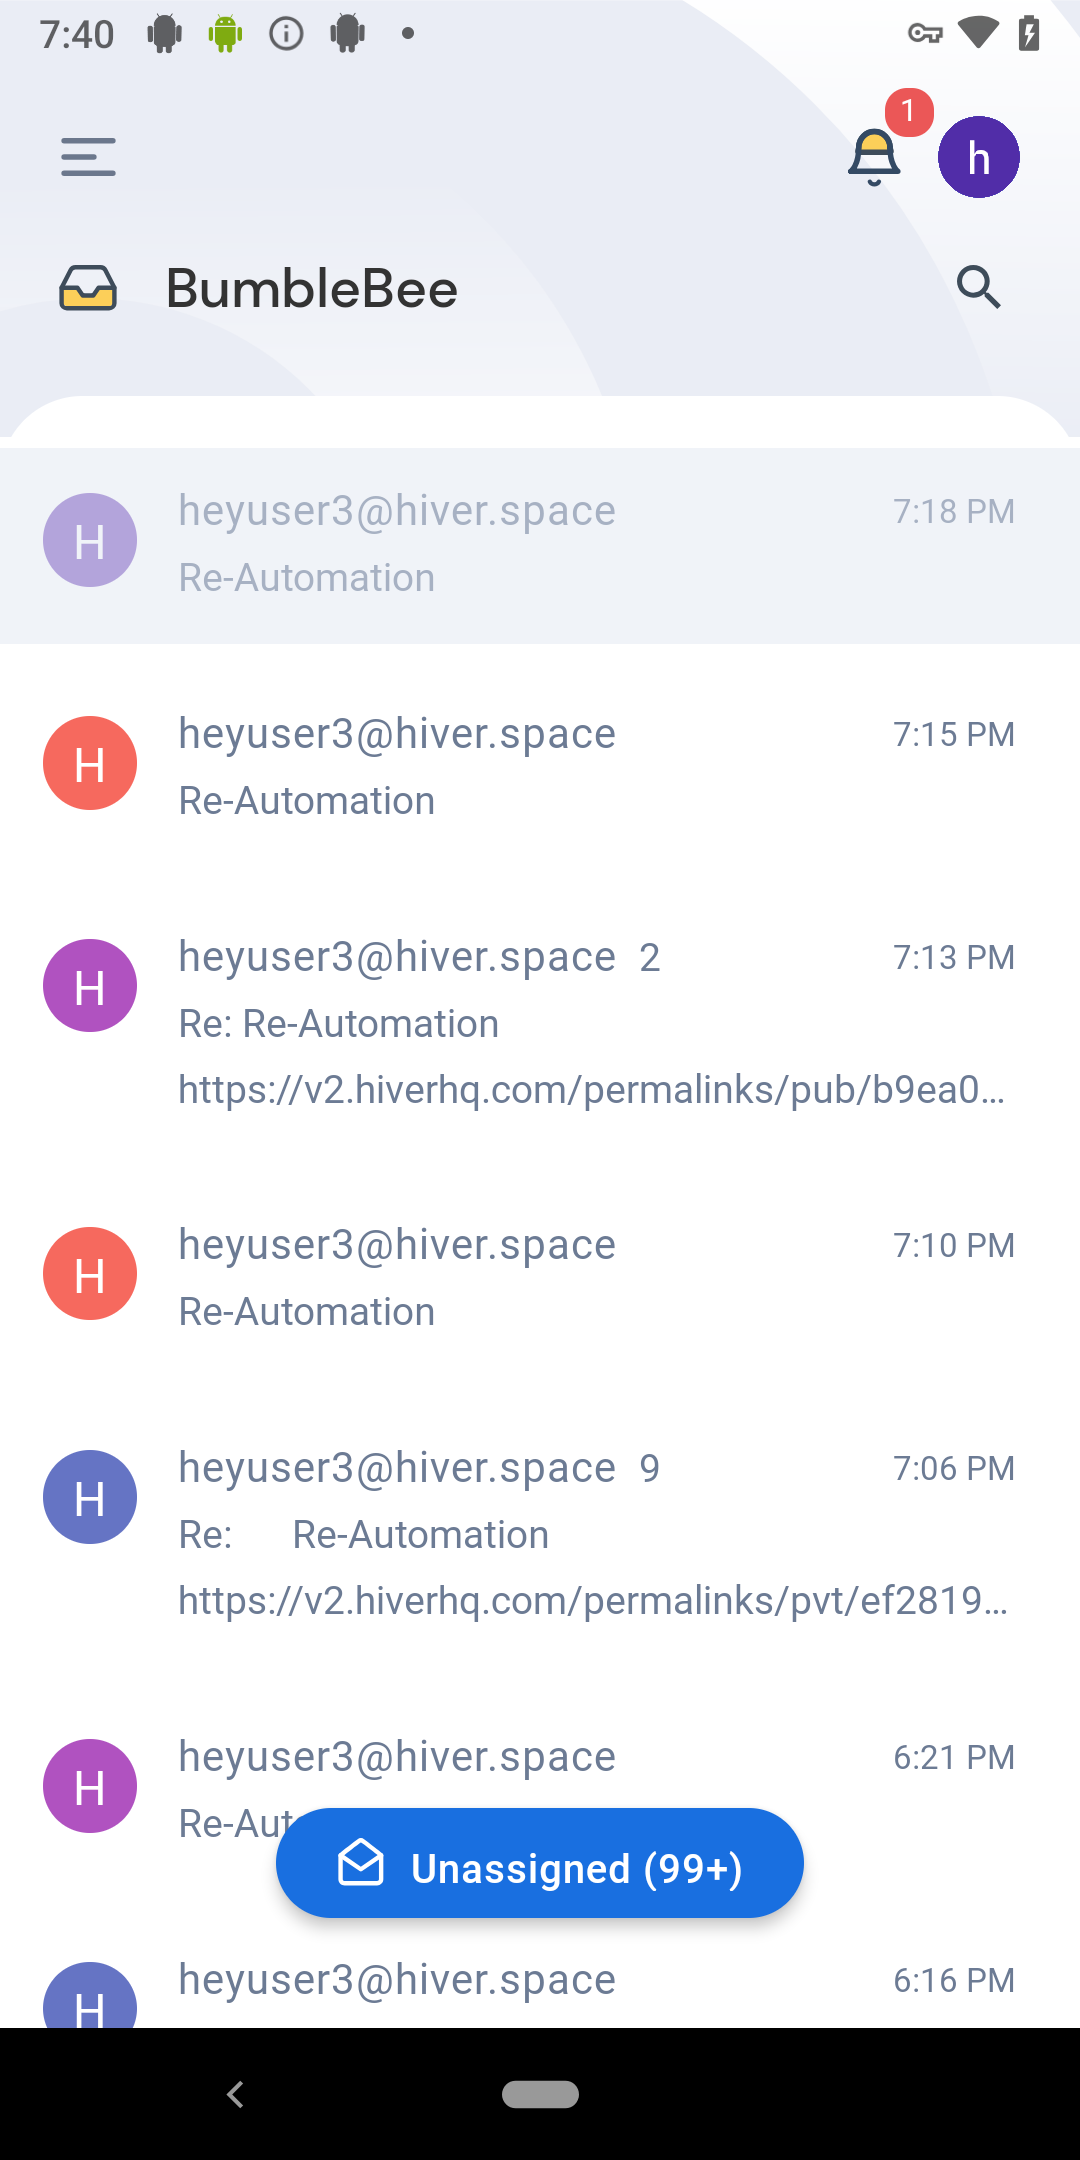 7:40
1
h
BumbleBee
H
heyuser3@hiver.space 7:18 PM
Re-Automation
H
heyuser3@hiver.space 7:15 PM
Re-Automation
H
heyuser3@hiver.space 2 7:13 PM
Re: Re-Automation
https://v2.hiverhq.com/permalinks/pub/b9ea0...
H
heyuser3@hiver.space 7:10 PM
Re-Automation
H
heyuser3@hiver.space 9 7:06 PM
Re: Re-Automation
https://v2.hiverhq.com/permalinks/pvt/ef2819...
H
heyuser3@hiver.space 6:21 PM
Re-Aut
Unassigned (99+)
H
heyuser3@hiver.space 6:16 PM